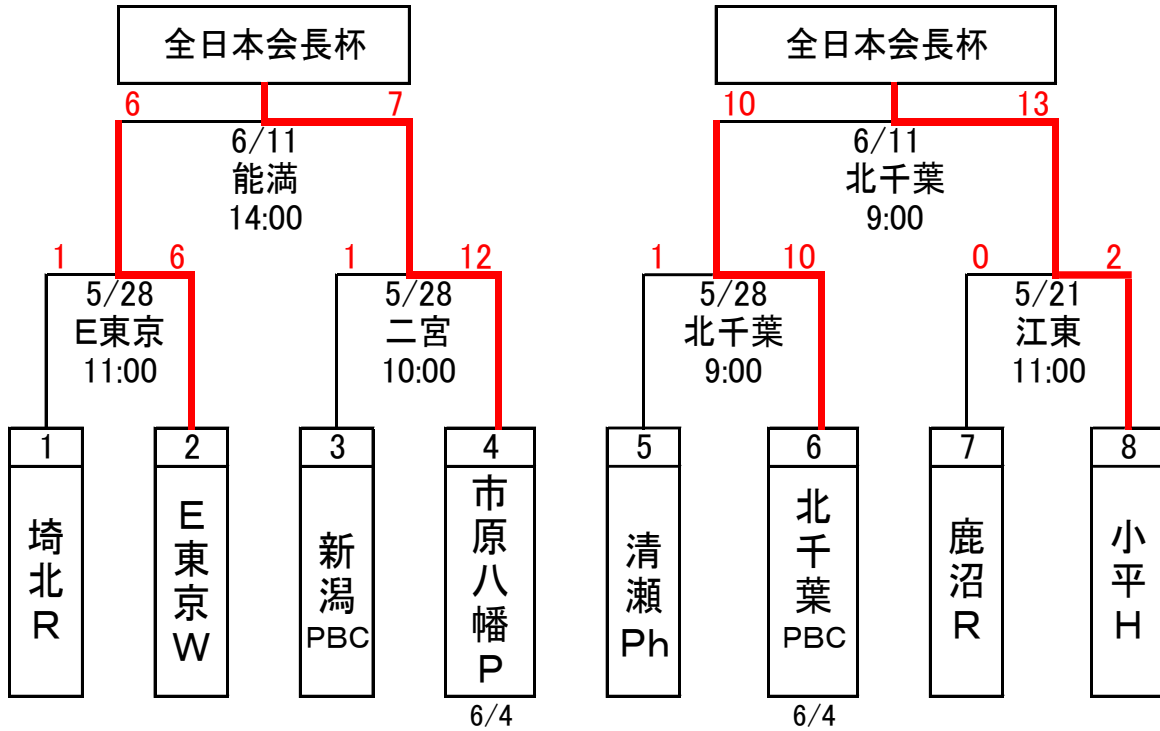 全日本会長杯
6 7
6/11
能満
14:00
1 6
5/28
E東京
11:00
1 12
5/28
二宮
10:00
1
埼北R
2
E東京W
3
新潟PBC
4
市原八幡P
6/4
全日本会長杯
10 13
6/11
北千葉
9:00
1 10
5/28
北千葉
9:00
0 2
5/21
江東
11:00
5
清瀬Ph
6
北千葉PBC
6/4
7
鹿沼R
8
小平H